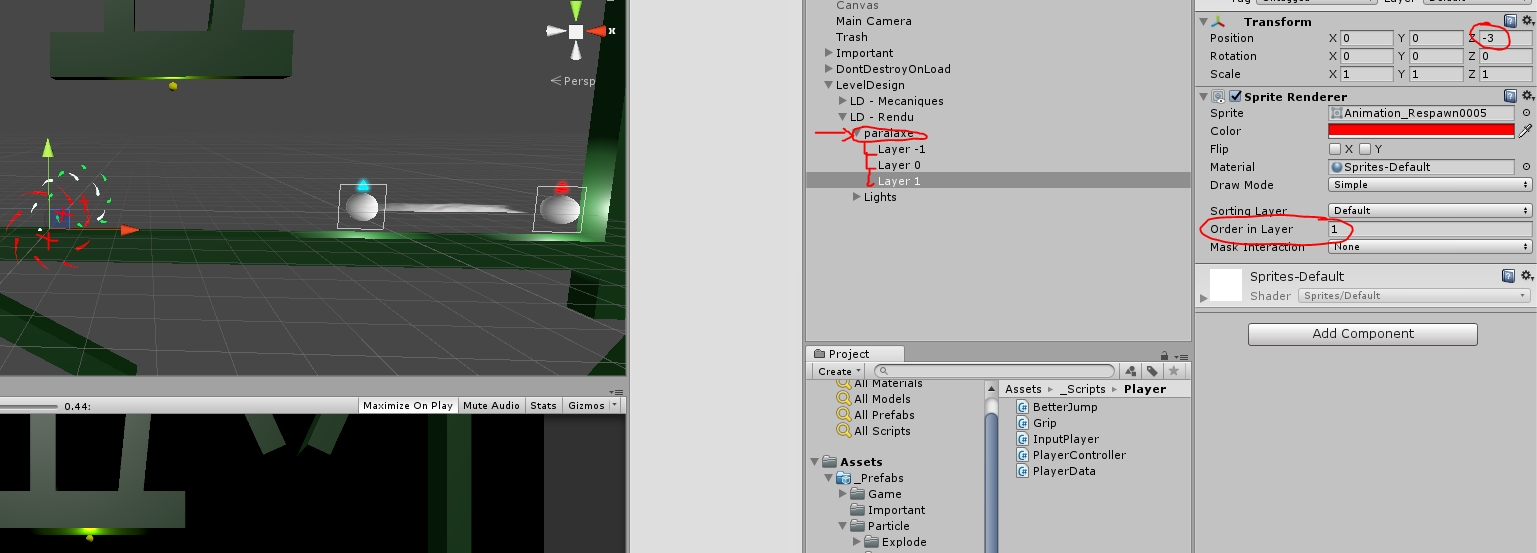 x
< Persp
0.44:
Maximize On Play Mute Audio Stats Gizmos
Canvas
Main Camera
Trash
Important
DontDestroyOnLoad
LevelDesign
LD - Mecaniques
LD - Rendu
paralaxe
Layer -1
Layer 0
Layer 1
Lights
Project
Create
All Materials
All Models
All Prefabs
All Scripts
Assets
_Prefabs
Game
Important
Particle
Explode
Assets ▸ _Scripts ▸ Player
BetterJump
Grip
InputPlayer
PlayerController
PlayerData
Tag Untagged Layer Default
Transform
Position X 0 Y 0 Z -3
Rotation X 0 Y 0 Z 0
Scale X 1 Y 1 Z 1
Sprite Renderer
Sprite Animation_Respawn0005
Color
Flip X Y
Material Sprites-Default
Draw Mode Simple
Sorting Layer Default
Order in Layer 1
Mask Interaction None
Sprites-Default
Shader Sprites/Default
Add Component